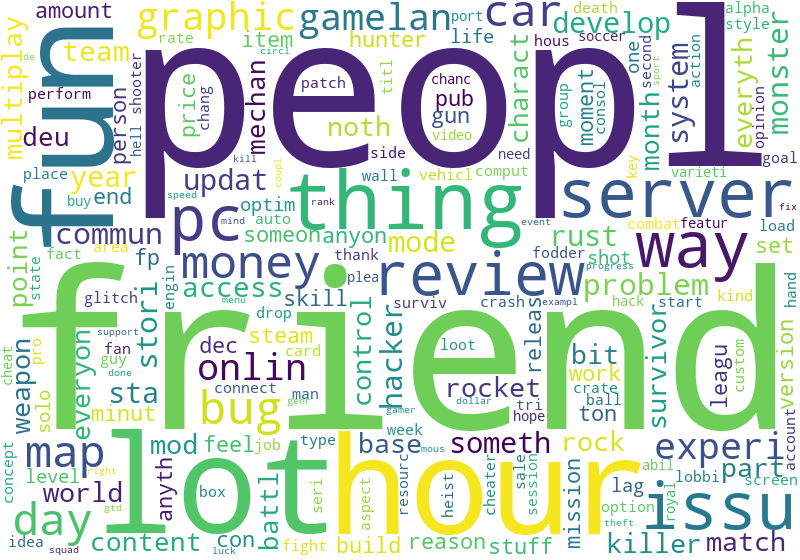 amount
graphic
gamelan
car
develop
port
death
alpha
style
hous
soccer
de
circl
rate
item
hunter
life
team
multiplay
fun
peopl
patch
titl
chanc
pub
gun
video
charact
group
consol
moment
one
second
action
sport
system
month
everyth
opinion
monster
perform
person
hell
shooter
price
chang
mechan
noth
deu
kill
coupl
side
need
key
varieti
goal
place
year
updat
thing
server
buy
end
optim
wall
vehicl
comput
combat
featur
rank
event
fix
speed
auto
mind
commun
pc
someon
anyon
mode
rust
shot
way
load
set
area
fact
state
point
fp
stori
engin
money
thank
plea
review
fodder
progress
problem
kind
hack
start
hand
glitch
access
menu
drop
skill
surviv
crash
exampl
support
dec
steam
card
control
hacker
loot
relea
friend
survivor
leagu
custom
version
cheat
pro
fan
guy
weapon
solo
everyon
sta
onlin
connect
man
rocket
tri
hope
bit
work
crate
ball
ton
done
genr
gamer
dollar
minut
bug
week
mous
map
mod
feel
job
type
base
someth
rock
experi
account
concept
right
level
world
anyth
lot
hour
battl
box
seri
aspect
resourc
heist
cheater
sale
session
mission
lag
abil
lobbi
part
option
screen
issu
royal
theft
day
gtd
content
con
luck
fight
build
reason
stuff
killer
match
idea
squad